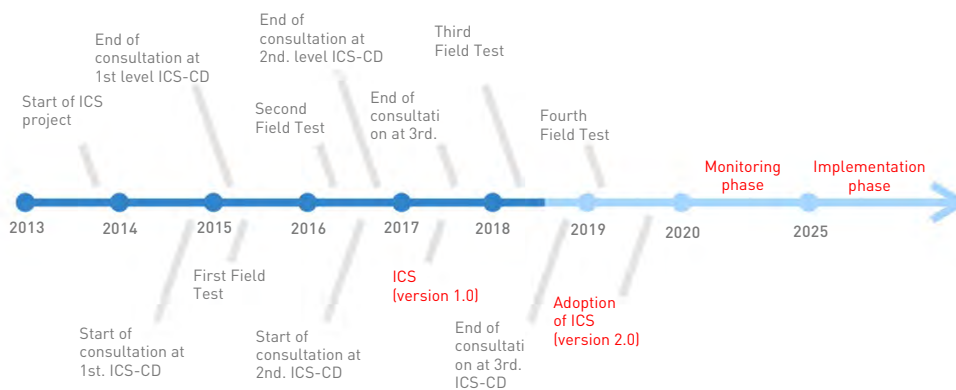 End of
consultation at
1st level ICS-CD
End of
consultation at
2nd. level ICS-CD
Third
Field Test
Start of ICS
project
Second
Field Test
End of
consultati
on at 3rd.
Fourth
Field Test
Monitoring
phase
Implementation
phase
2013
2014
2015
2016
2017
2018
2019
2020
2025
First Field
Test
ICS
(version 1.0)
Adoption
of ICS
(version 2.0)
Start of
consultation at
1st. ICS-CD
Start of
consultation at
2nd. ICS-CD
End of
consultati
on at 3rd.
ICS-CD